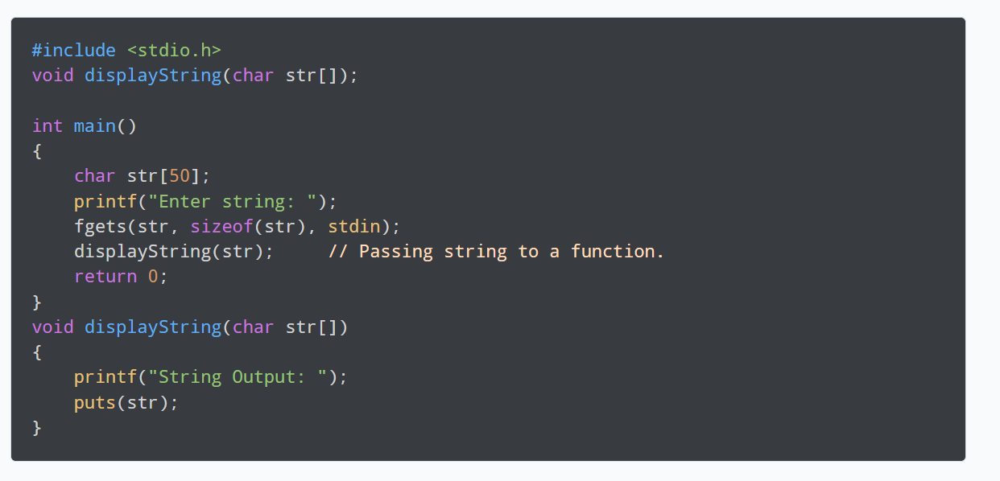 #include <stdio.h>
void displayString(char str[]);
int main()
{
    char str[50];
    printf("Enter string: ");
    fgets(str, sizeof(str), stdin);
    displayString(str);     // Passing string to a function.
    return 0;
}
void displayString(char str[])
{
    printf("String Output: ");
    puts(str);
}